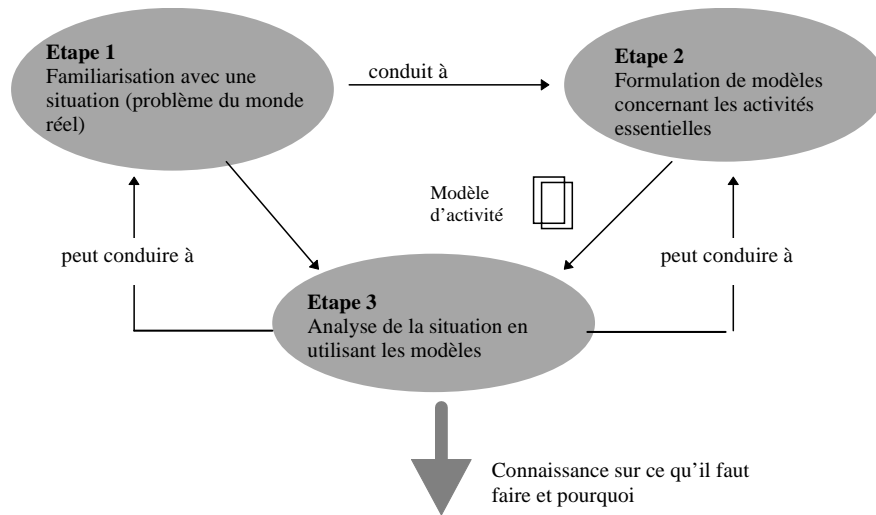 Etape 1
Familiarisation avec une
situation (problème du monde
réel)
conduit à
Etape 2
Formulation de modèles
concernant les activités
essentielles
Modèle
d'activité
peut conduire à
peut conduire à
Etape 3
Analyse de la situation en
utilisant les modèles
Connaissance sur ce qu'il faut
faire et pourquoi